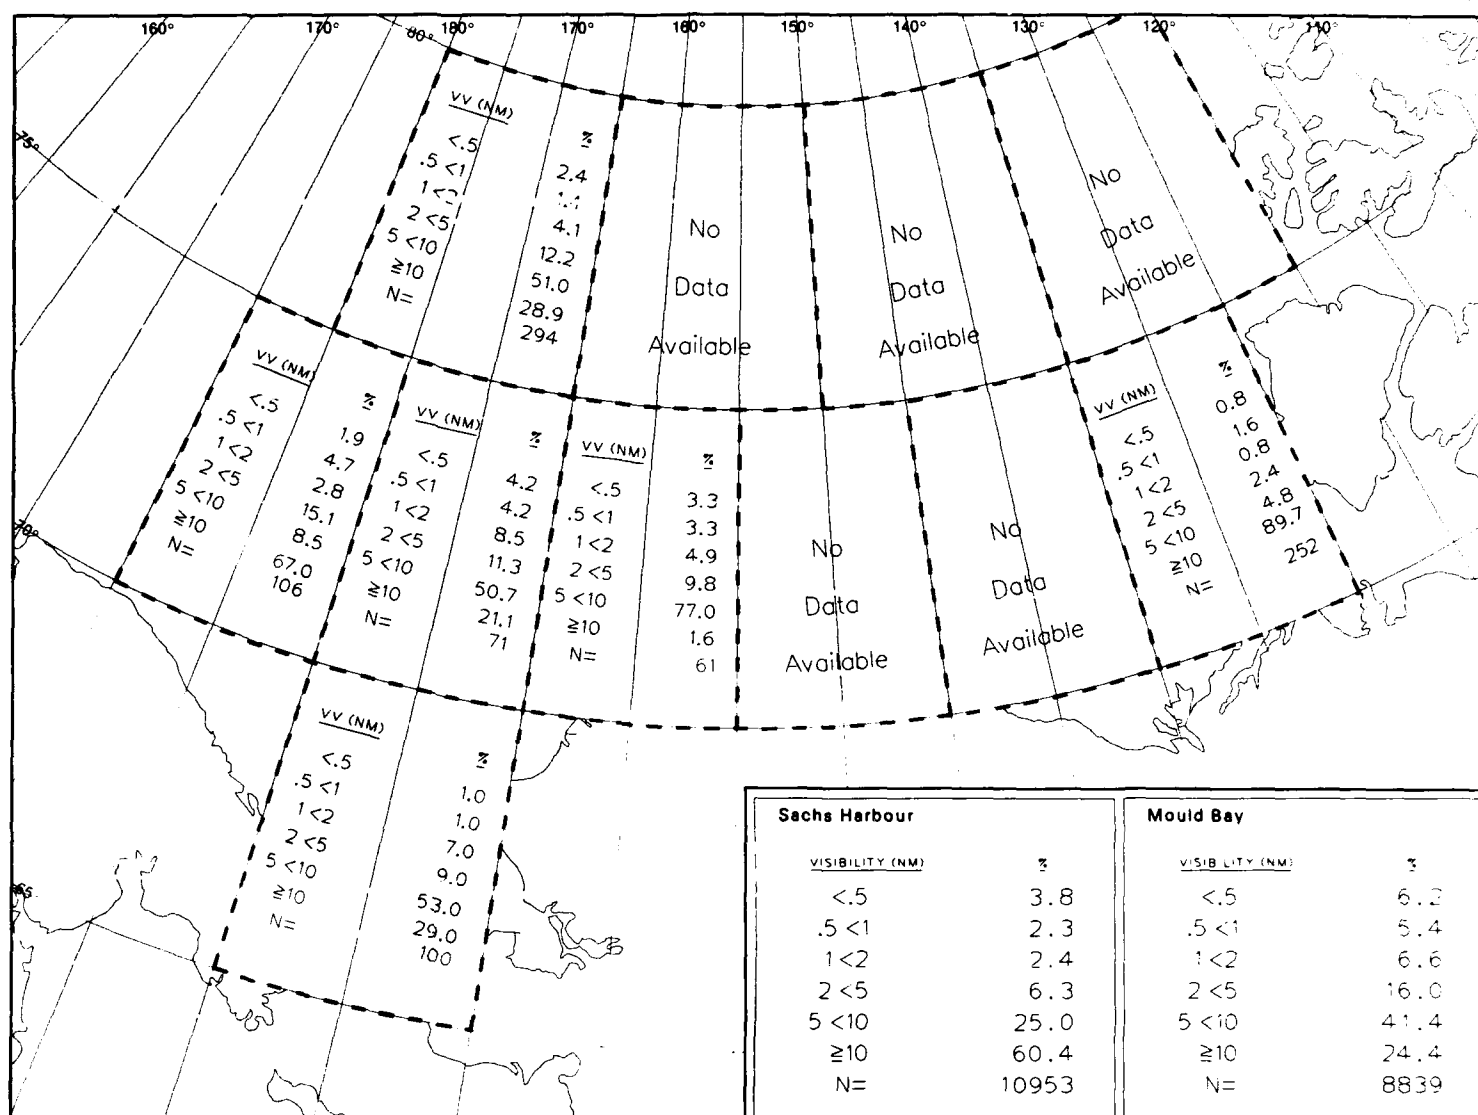 160° 170° 180° 170° 160° 150° 140° 130° 120° 110°
80°
75°
70°
65
VV (NM) %
<.5 2.4
.5 <1
1 <2 4.1
2 <5 12.2
5 <10 51.0
≥10 28.9
N= 294
No
Data
Available
No
Data
Available
No
Data
Available
VV (NM) %
<.5 1.9
.5 <1 4.7
1 <2 2.8
2 <5 15.1
5 <10 8.5
≥10 67.0
N= 106
VV (NM) %
<.5 4.2
.5 <1 4.2
1 <2 8.5
2 <5 11.3
5 <10 50.7
≥10 21.1
N= 71
VV (NM) %
<.5 3.3
.5 <1 3.3
1 <2 4.9
2 <5 9.8
5 <10 77.0
≥10 1.6
N= 61
No
Data
Available
No
Data
Available
VV (NM) %
<.5 0.8
.5 <1 1.6
1 <2 0.8
2 <5 2.4
5 <10 4.8
≥10 89.7
N= 252
VV (NM) %
<.5 1.0
.5 <1 1.0
1 <2 7.0
2 <5 9.0
5 <10 53.0
≥10 29.0
N= 100
Sachs Harbour
VISIBILITY (NM) %
<.5 3.8
.5 <1 2.3
1 <2 2.4
2 <5 6.3
5 <10 25.0
≥10 60.4
N= 10953
Mould Bay
VISIBILITY (NM) %
<.5
.5 <1 5.4
1 <2 6.6
2 <5 16.0
5 <10 41.4
≥10 24.4
N= 8839